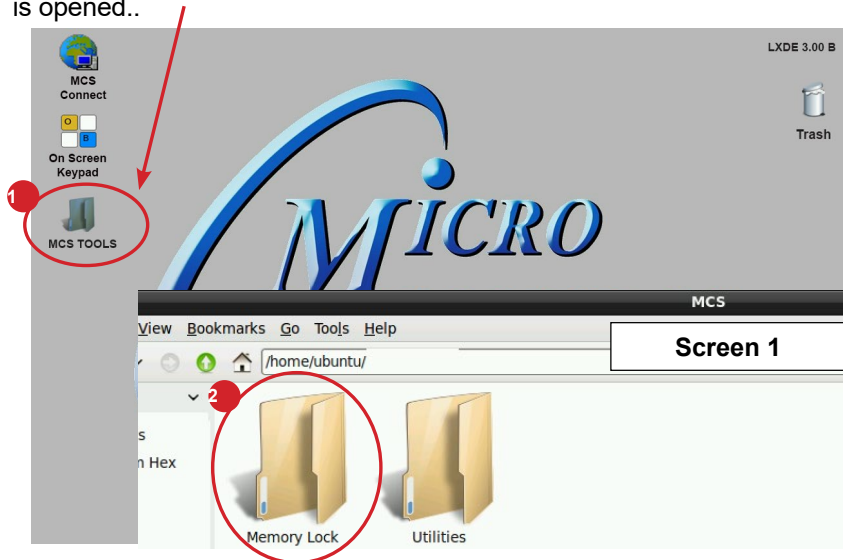 is opened..
LXDE 3.00 B
MCS
Connect
Trash
On Screen
Keypad
1
MCS TOOLS
MICRO
MCS
View Bookmarks Go Tools Help
Screen 1
/home/ubuntu/
2
s
n Hex
Memory Lock
Utilities